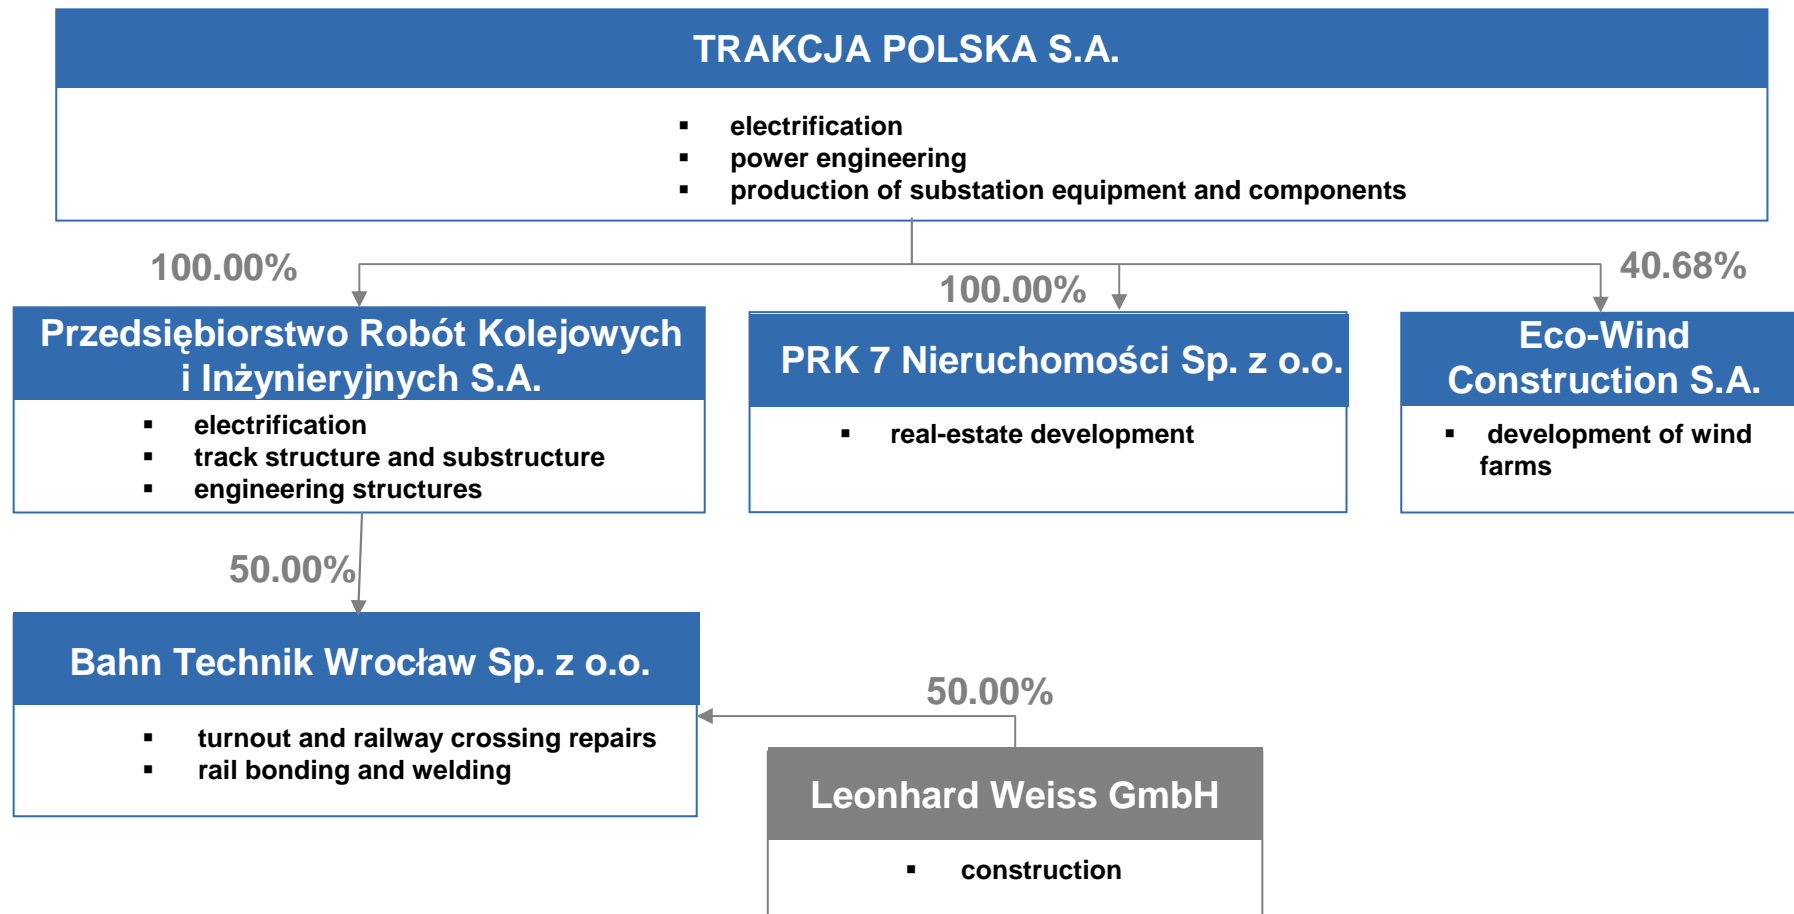 TRAKCJA POLSKA S.A.
▪ electrification
▪ power engineering
▪ production of substation equipment and components
100.00%
100.00%
40.68%
Przedsiębiorstwo Robót Kolejowych
i Inżynieryjnych S.A.
▪ electrification
▪ track structure and substructure
▪ engineering structures
PRK 7 Nieruchomości Sp. z o.o.
▪ real-estate development
Eco-Wind
Construction S.A.
▪ development of wind
farms
50.00%
Bahn Technik Wrocław Sp. z o.o.
▪ turnout and railway crossing repairs
▪ rail bonding and welding
50.00%
Leonhard Weiss GmbH
▪ construction